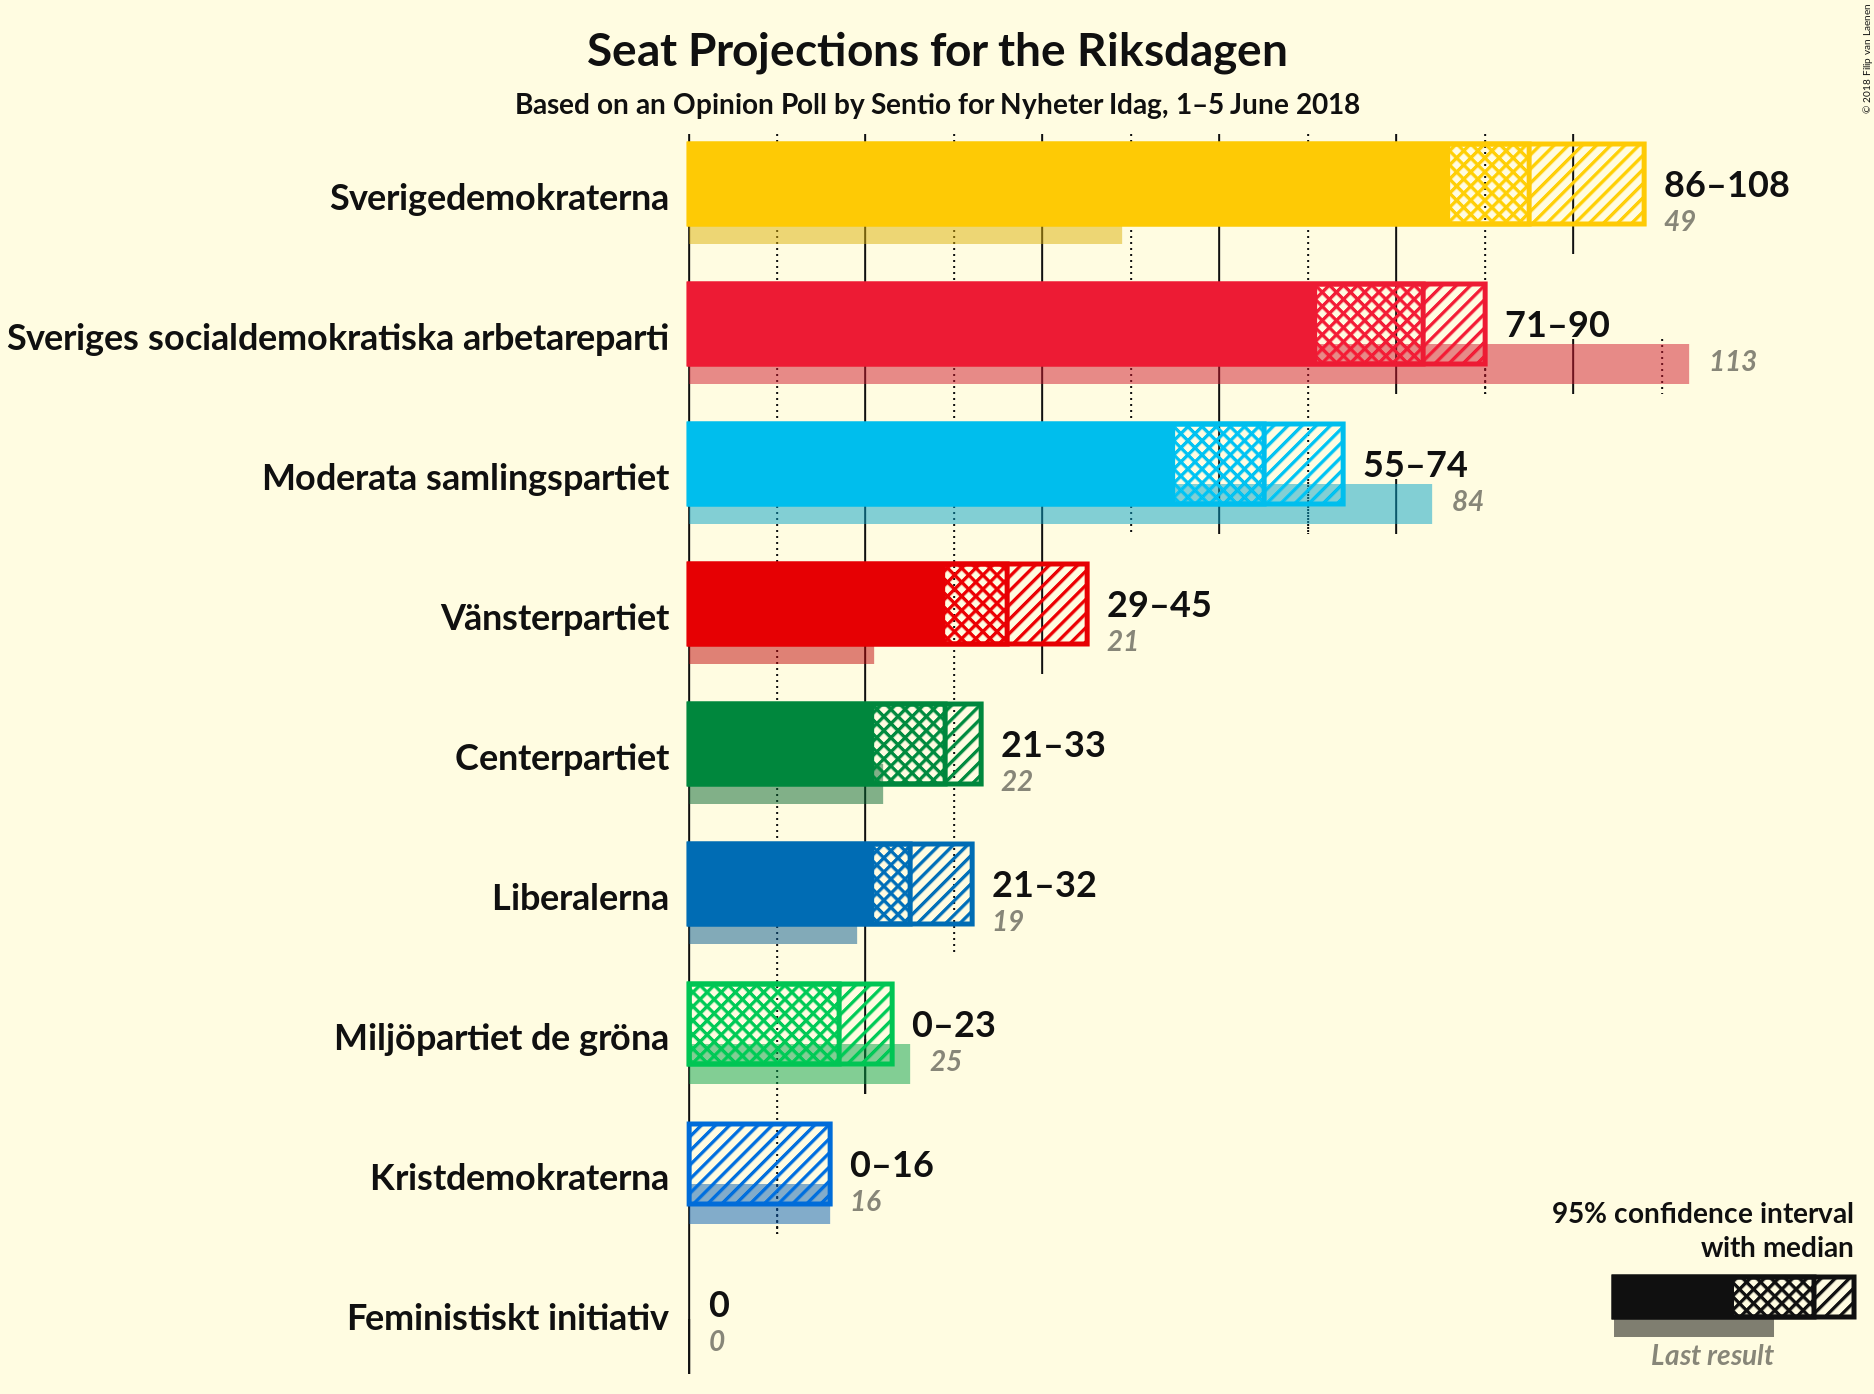 Seat Projections for the Riksdagen
Based on an Opinion Poll by Sentio for Nyheter Idag, 1–5 June 2018
© 2018 Filip van Laenen
Sverigedemokraterna
86–108
49
Sveriges socialdemokratiska arbetareparti
71–90
113
Moderata samlingspartiet
55–74
84
Vänsterpartiet
29–45
21
Centerpartiet
21–33
22
Liberalerna
21–32
19
Miljöpartiet de gröna
0–23
25
Kristdemokraterna
0–16
16
Feministiskt initiativ
0
0
95% confidence interval
with median
Last result